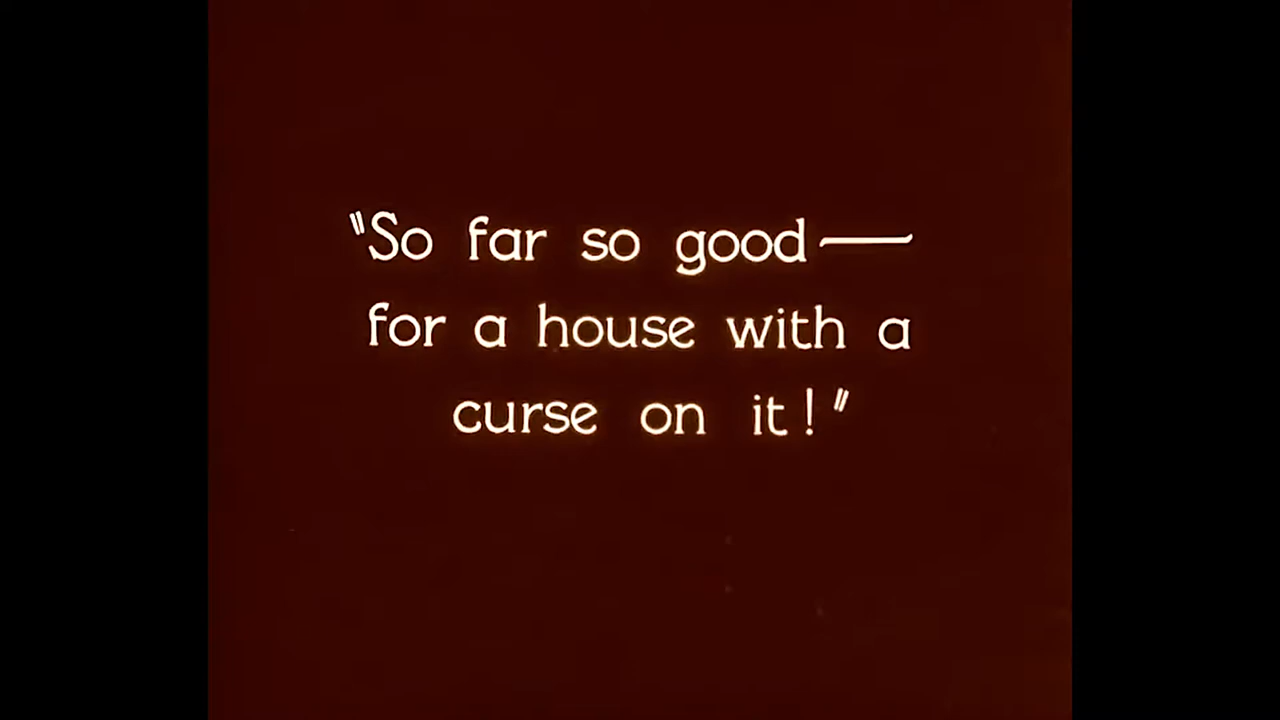 "So far so good—
for a house with a
curse on it!"